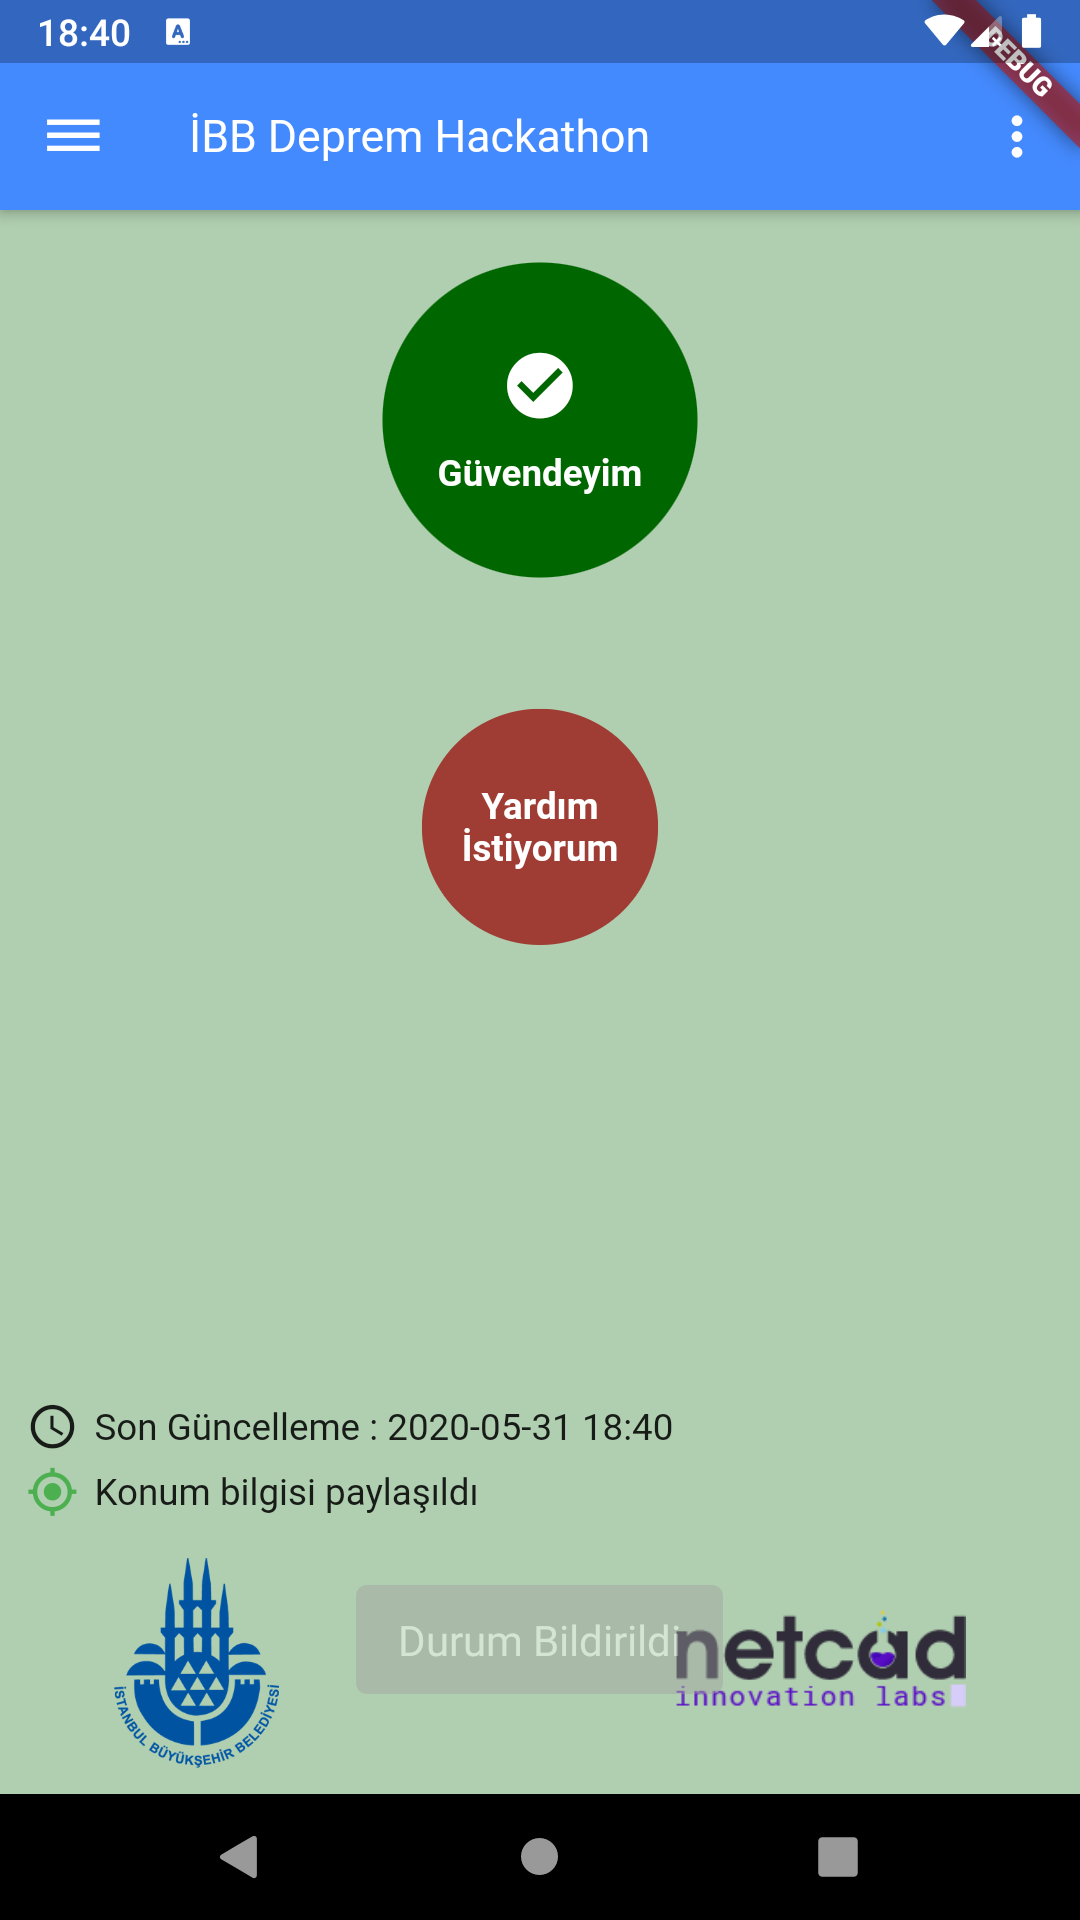 18:40
DEBUG
İBB Deprem Hackathon
Güvendeyim
Yardım
İstiyorum
Son Güncelleme : 2020-05-31 18:40
Konum bilgisi paylaşıldı
İSTANBUL BÜYÜKŞEHİR BELEDİYESİ
Durum Bildirildi
netcad
innovation labs